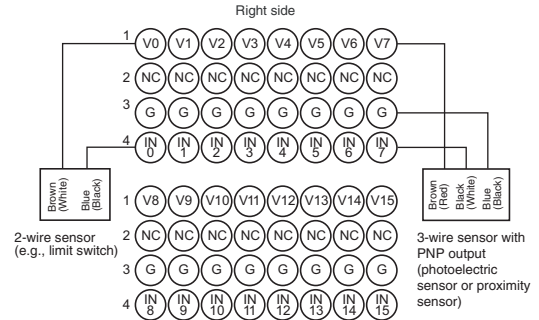 Right side
1 V0 V1 V2 V3 V4 V5 V6 V7
2 NC NC NC NC NC NC NC NC
3 G G G G G G G G
4 IN 0 IN 1 IN 2 IN 3 IN 4 IN 5 IN 6 IN 7
Brown (White)
Blue (Black)
Brown (Red)
Black (White)
Blue (Black)
1 V8 V9 V10 V11 V12 V13 V14 V15
2 NC NC NC NC NC NC NC NC
3 G G G G G G G G
4 IN 8 IN 9 IN 10 IN 11 IN 12 IN 13 IN 14 IN 15
2-wire sensor
(e.g., limit switch)
3-wire sensor with
PNP output
(photoelectric
sensor or proximity
sensor)